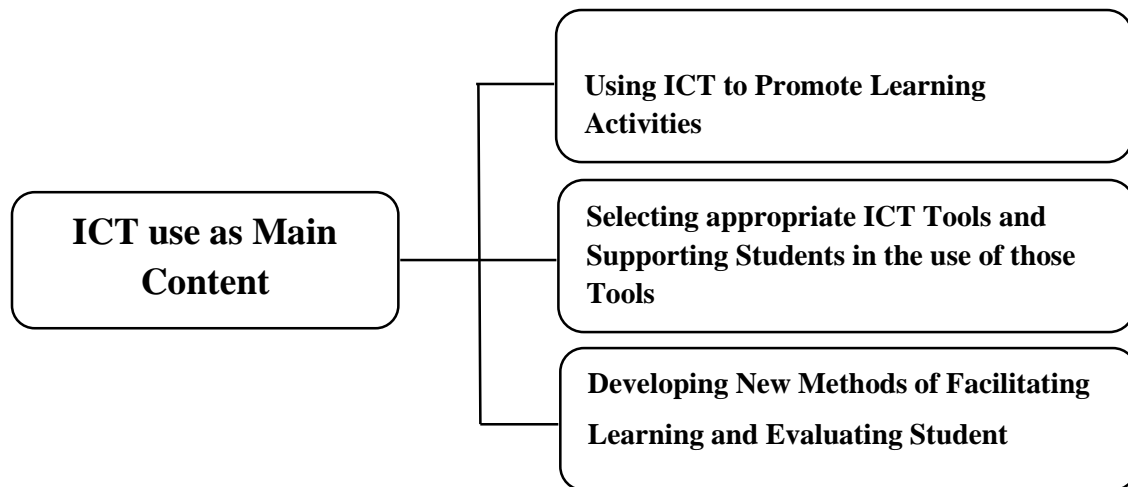 ICT use as Main
Content
Using ICT to Promote Learning
Activities
Selecting appropriate ICT Tools and
Supporting Students in the use of those
Tools
Developing New Methods of Facilitating
Learning and Evaluating Student